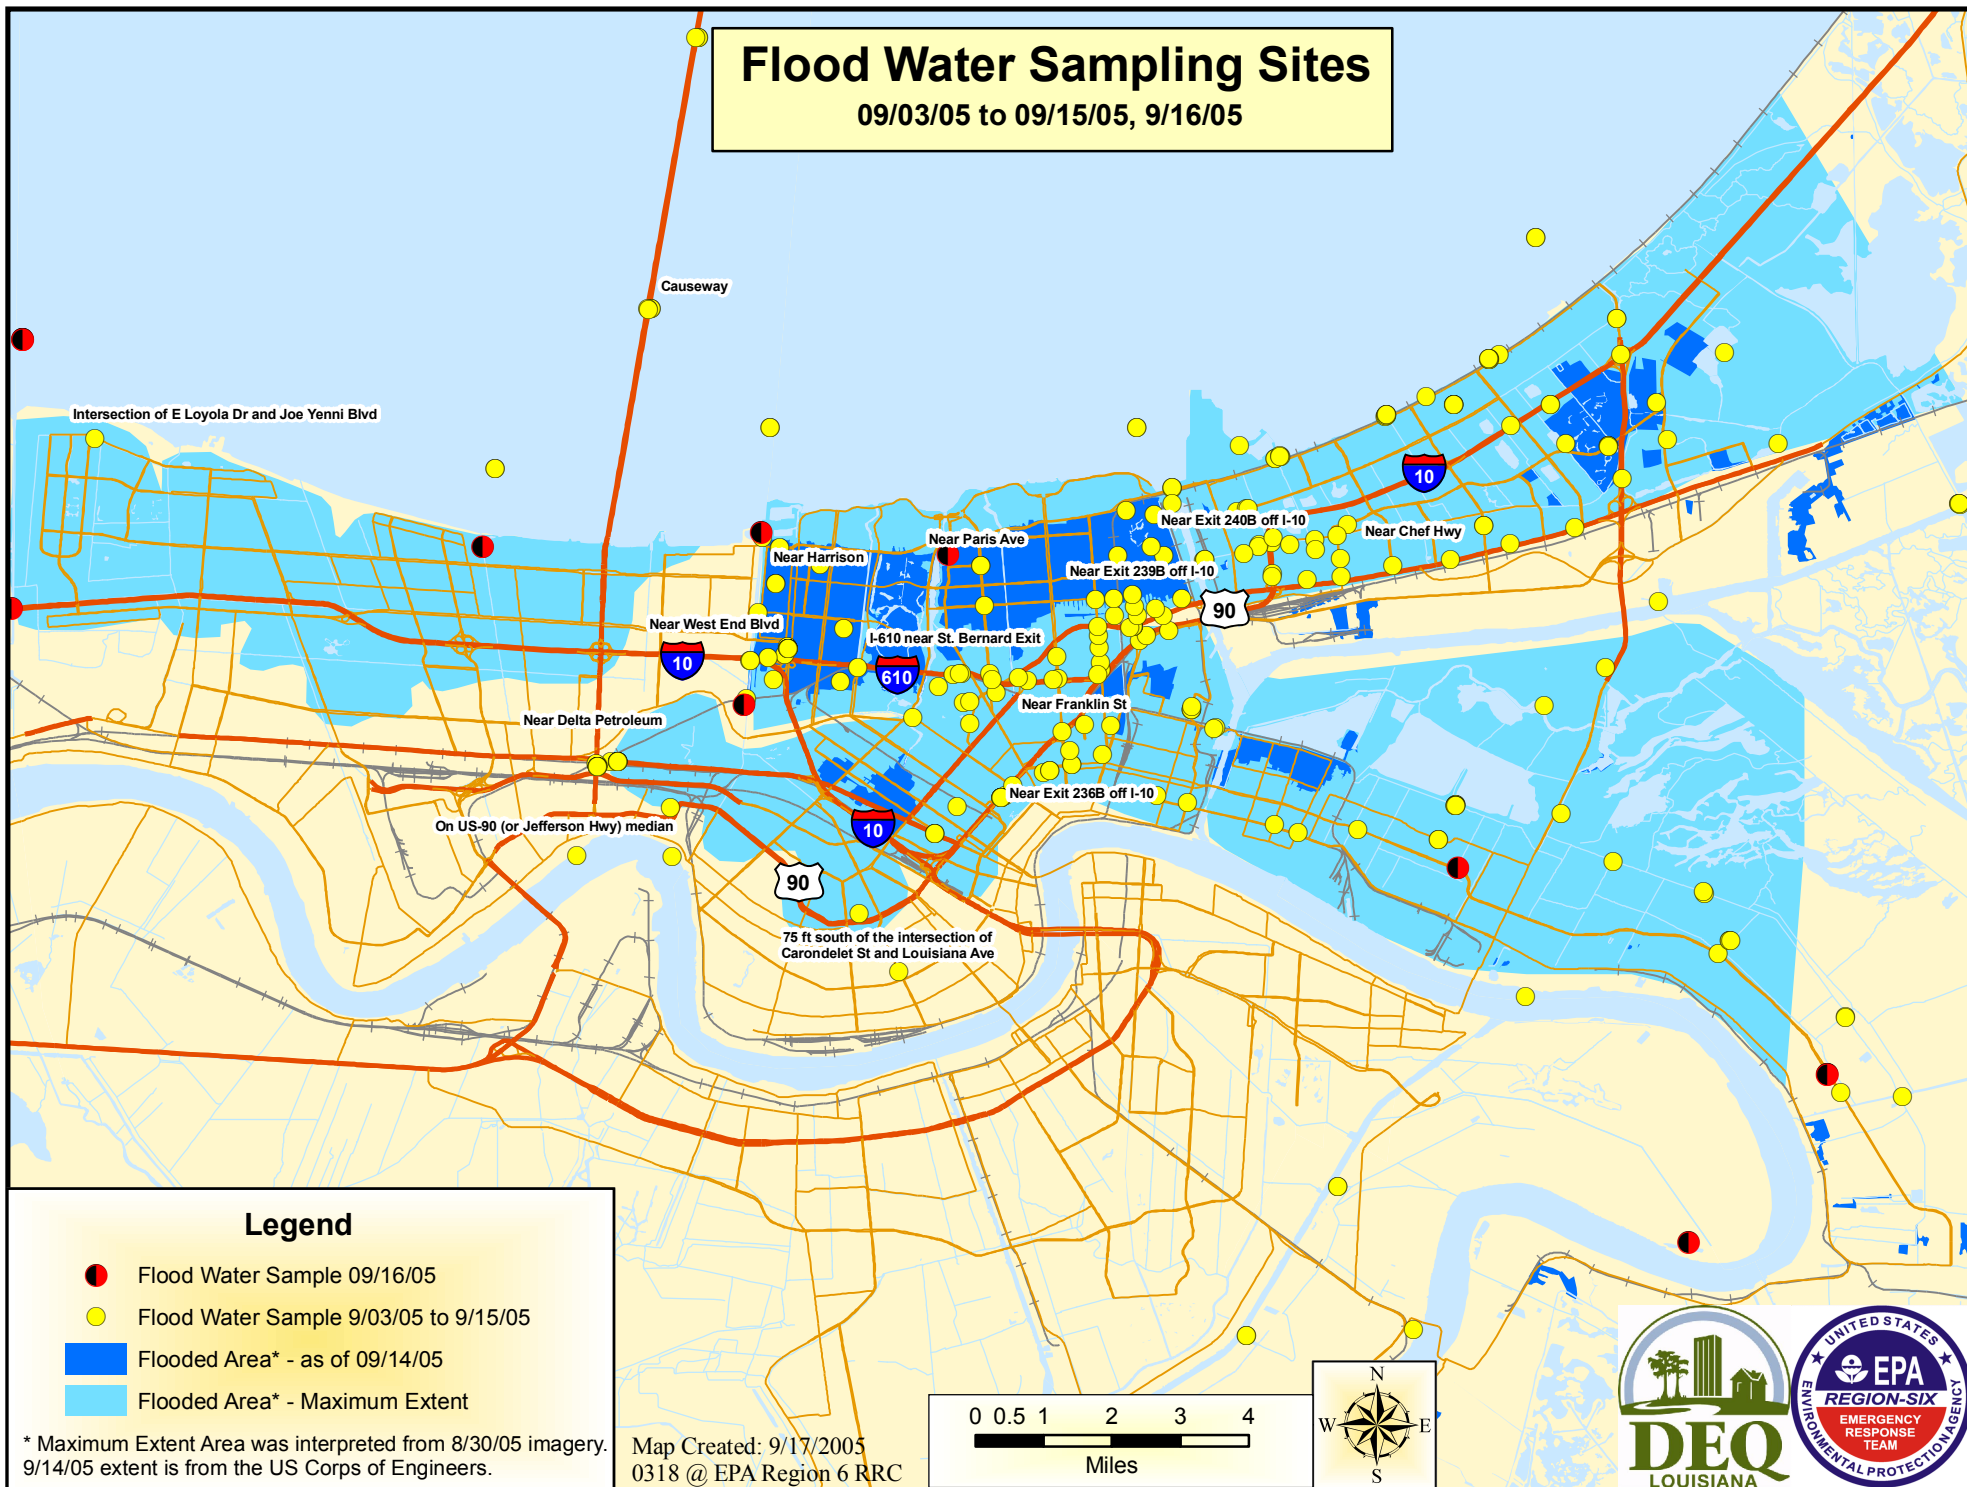 Flood Water Sampling Sites
09/03/05 to 09/15/05, 9/16/05
Causeway
Intersection of E Loyola Dr and Joe Yenni Blvd
10
Near Exit 240B off I-10
Near Chef Hwy
Near Paris Ave
Near Harrison
Near Exit 239B off I-10
90
Near West End Blvd
I-610 near St. Bernard Exit
10
610
Near Franklin St
Near Delta Petroleum
Near Exit 236B off I-10
On US-90 (or Jefferson Hwy) median
10
90
75 ft south of the intersection of
Carondelet St and Louisiana Ave
Legend
Flood Water Sample 09/16/05
Flood Water Sample 9/03/05 to 9/15/05
Flooded Area* - as of 09/14/05
Flooded Area* - Maximum Extent
* Maximum Extent Area was interpreted from 8/30/05 imagery.
9/14/05 extent is from the US Corps of Engineers.
Map Created: 9/17/2005
0318 @ EPA Region 6 RRC
0 0.5 1 2 3 4
Miles
N
W E
S
DEQ
LOUISIANA
UNITED STATES
ENVIRONMENTAL PROTECTION AGENCY
EPA
REGION-SIX
EMERGENCY
RESPONSE
TEAM